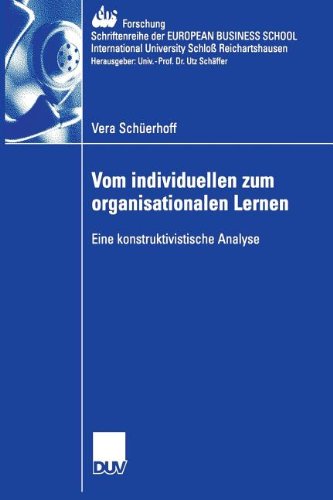 ebs Forschung
Schriftenreihe der EUROPEAN BUSINESS SCHOOL
International University Schloß Reichartshausen
Herausgeber: Univ.-Prof. Dr. Utz Schäffer
Vera Schüerhoff
Vom individuellen zum
organisationalen Lernen
Eine konstruktivistische Analyse
DUV